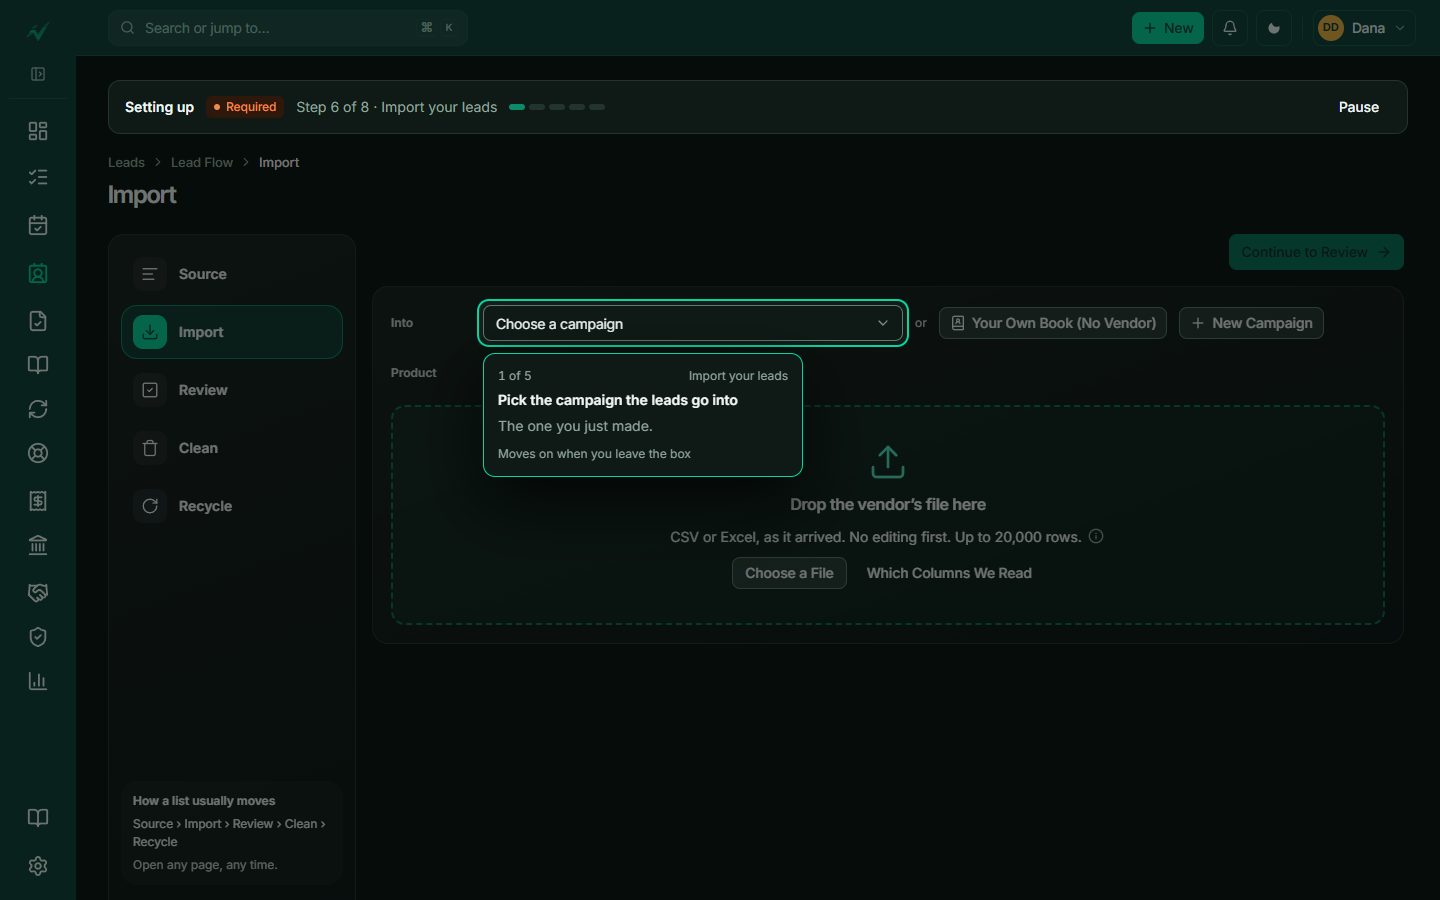 Search or jump to...
⌘ K
New
DD
Dana
Setting up
Required
Step 6 of 8 · Import your leads
Pause
Leads > Lead Flow > Import
Import
Source
Import
Review
Clean
Recycle
Continue to Review →
Into
Choose a campaign
or
Your Own Book (No Vendor)
+ New Campaign
Product
1 of 5
Import your leads
Pick the campaign the leads go into
The one you just made.
Moves on when you leave the box
Drop the vendor’s file here
CSV or Excel, as it arrived. No editing first. Up to 20,000 rows.
Choose a File
Which Columns We Read
How a list usually moves
Source › Import › Review › Clean ›
Recycle
Open any page, any time.